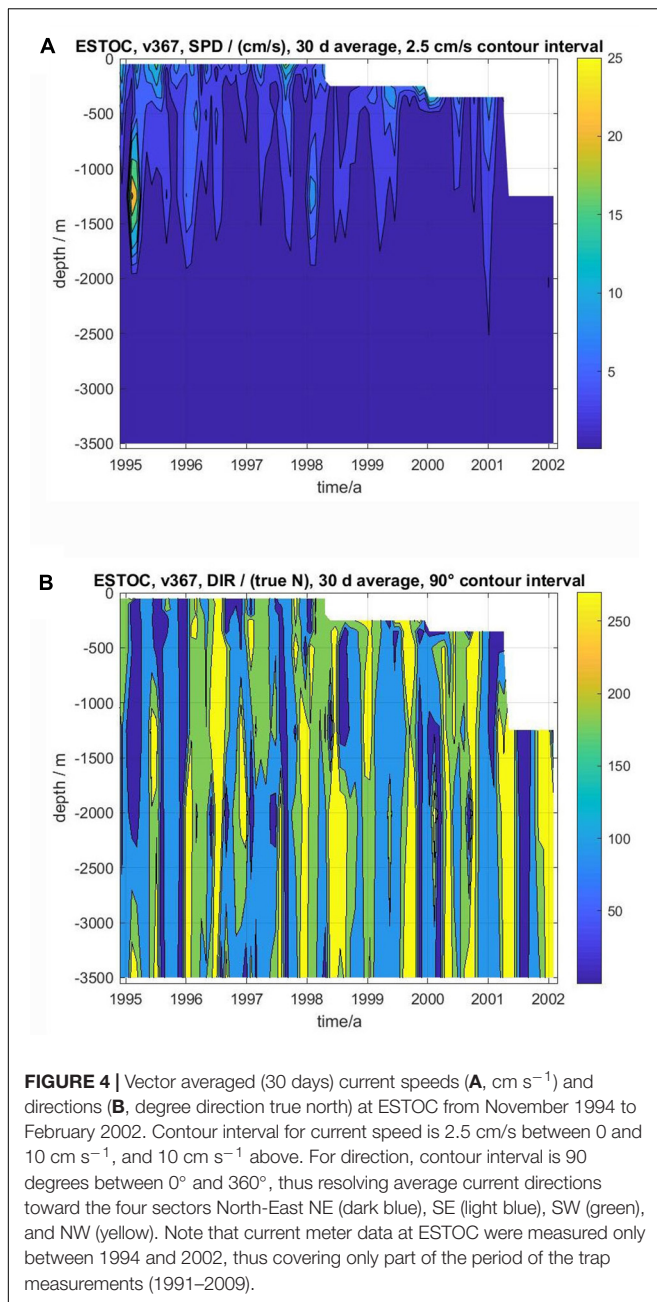 A
ESTOC, v367, SPD / (cm/s), 30 d average, 2.5 cm/s contour interval
0
-500
-1000
-1500
-2000
-2500
-3000
-3500
depth / m
1995 1996 1997 1998 1999 2000 2001 2002
time/a
25
20
15
10
5
B
ESTOC, v367, DIR / (true N), 30 d average, 90° contour interval
0
-500
-1000
-1500
-2000
-2500
-3000
-3500
depth / m
1995 1996 1997 1998 1999 2000 2001 2002
time/a
250
200
150
100
50
FIGURE 4 | Vector averaged (30 days) current speeds (A, cm s⁻¹) and
directions (B, degree direction true north) at ESTOC from November 1994 to
February 2002. Contour interval for current speed is 2.5 cm/s between 0 and
10 cm s⁻¹, and 10 cm s⁻¹ above. For direction, contour interval is 90
degrees between 0° and 360°, thus resolving average current directions
toward the four sectors North-East NE (dark blue), SE (light blue), SW (green),
and NW (yellow). Note that current meter data at ESTOC were measured only
between 1994 and 2002, thus covering only part of the period of the trap
measurements (1991–2009).